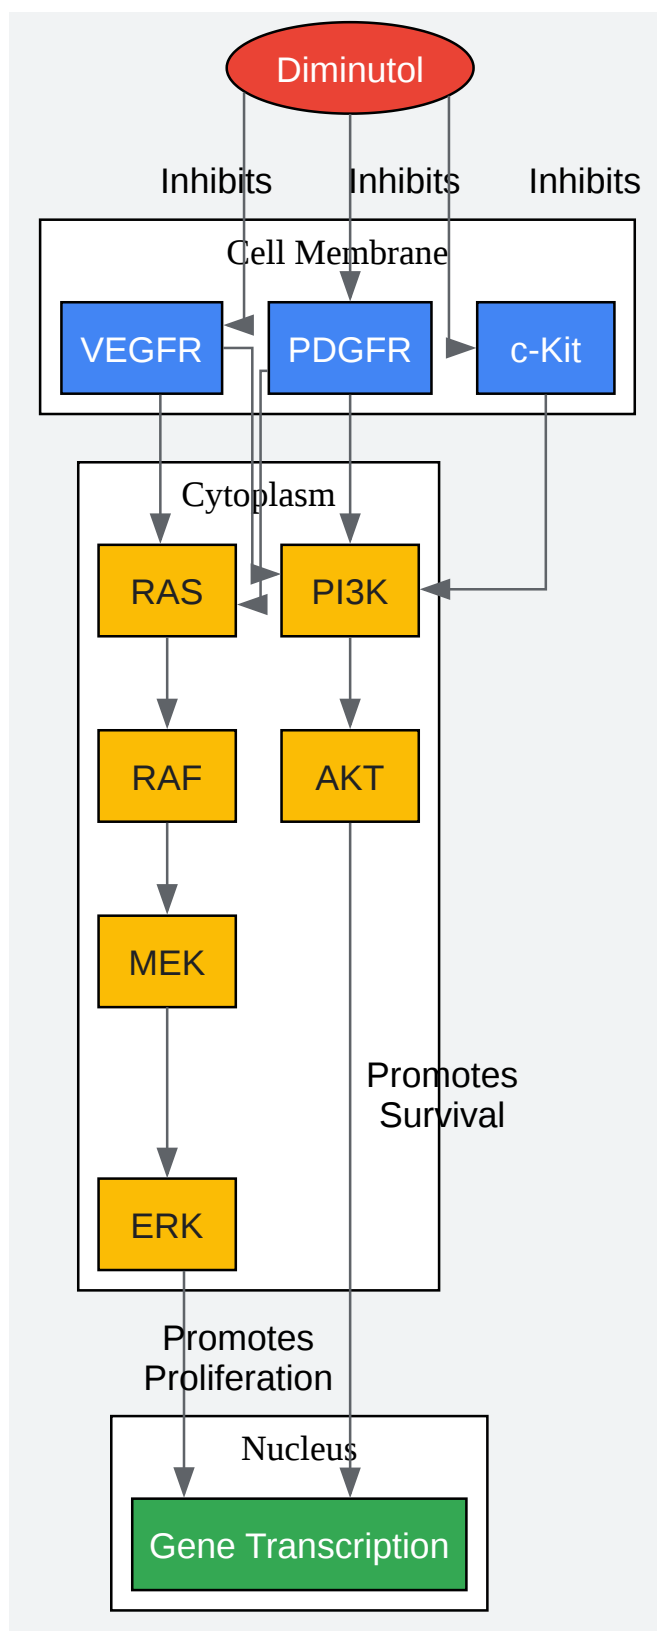 Diminutol
Inhibits
Inhibits
Inhibits
Cell Membrane
VEGFR
PDGFR
c-Kit
Cytoplasm
RAS
PI3K
RAF
AKT
MEK
Promotes
Survival
ERK
Promotes
Proliferation
Nucleus
Gene Transcription